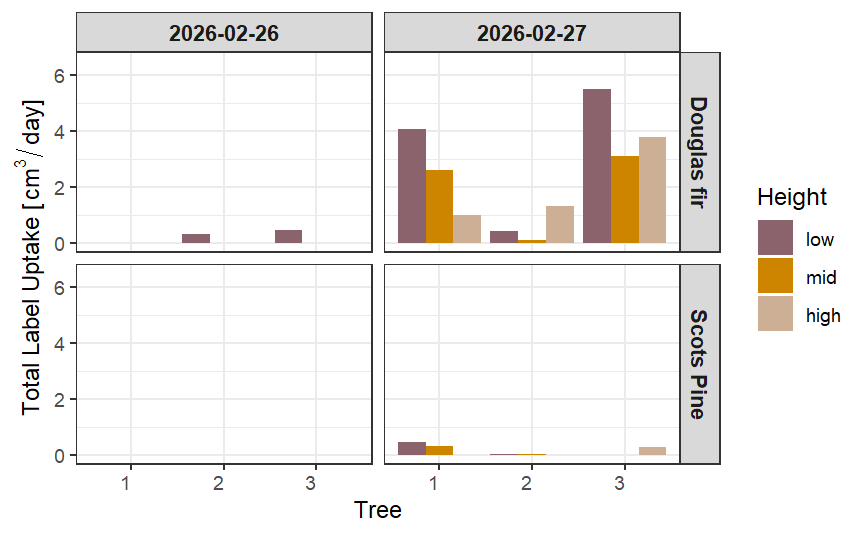 2026-02-26 2026-02-27
Total Label Uptake [cm³/day]
6
4
2
0
Douglas fir
6
4
2
0
Scots Pine
1 2 3 1 2 3
Tree
Height
low
mid
high